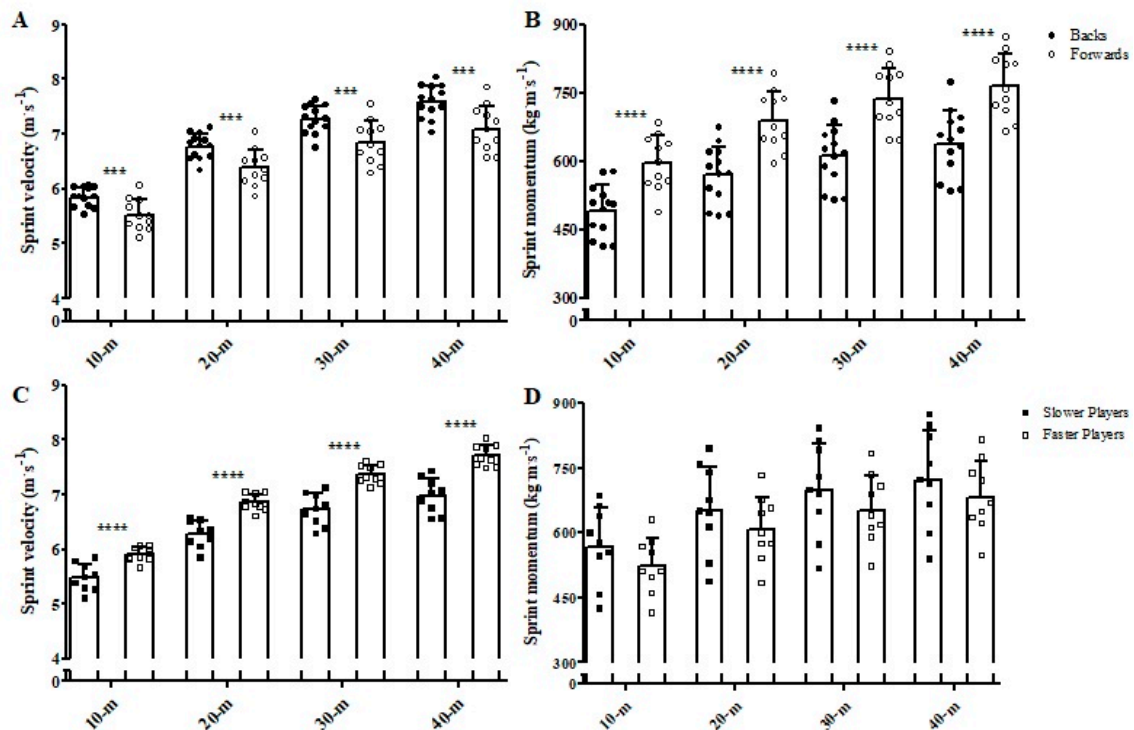 A
Sprint velocity (m·s⁻¹)
9
8
7
6
5
4
0
***
***
***
***
10-m
20-m
30-m
40-m
B
Sprint momentum (kg·m·s⁻¹)
900
750
600
450
300
0
****
****
****
****
10-m
20-m
30-m
40-m
Backs
Forwards
C
Sprint velocity (m·s⁻¹)
9
8
7
6
5
4
0
****
****
****
****
10-m
20-m
30-m
40-m
D
Sprint momentum (kg·m·s⁻¹)
900
750
600
450
300
0
10-m
20-m
30-m
40-m
Slower Players
Faster Players